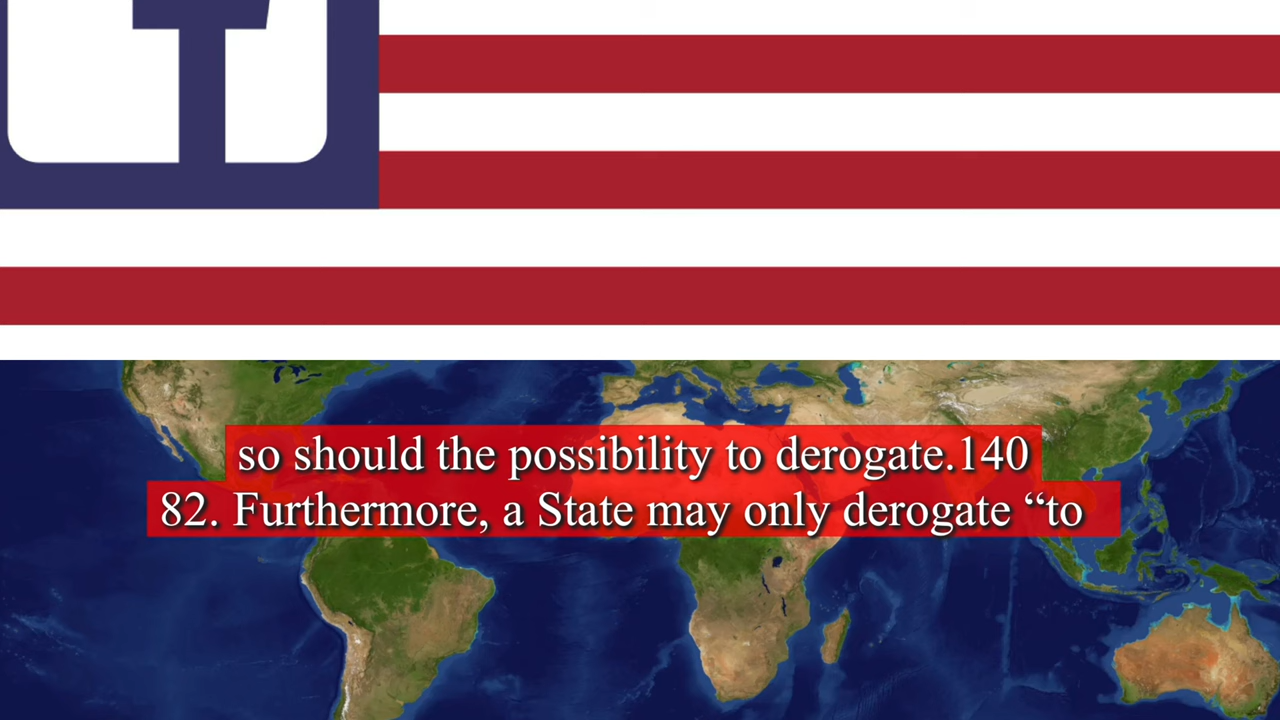 so should the possibility to derogate.140
82. Furthermore, a State may only derogate “to